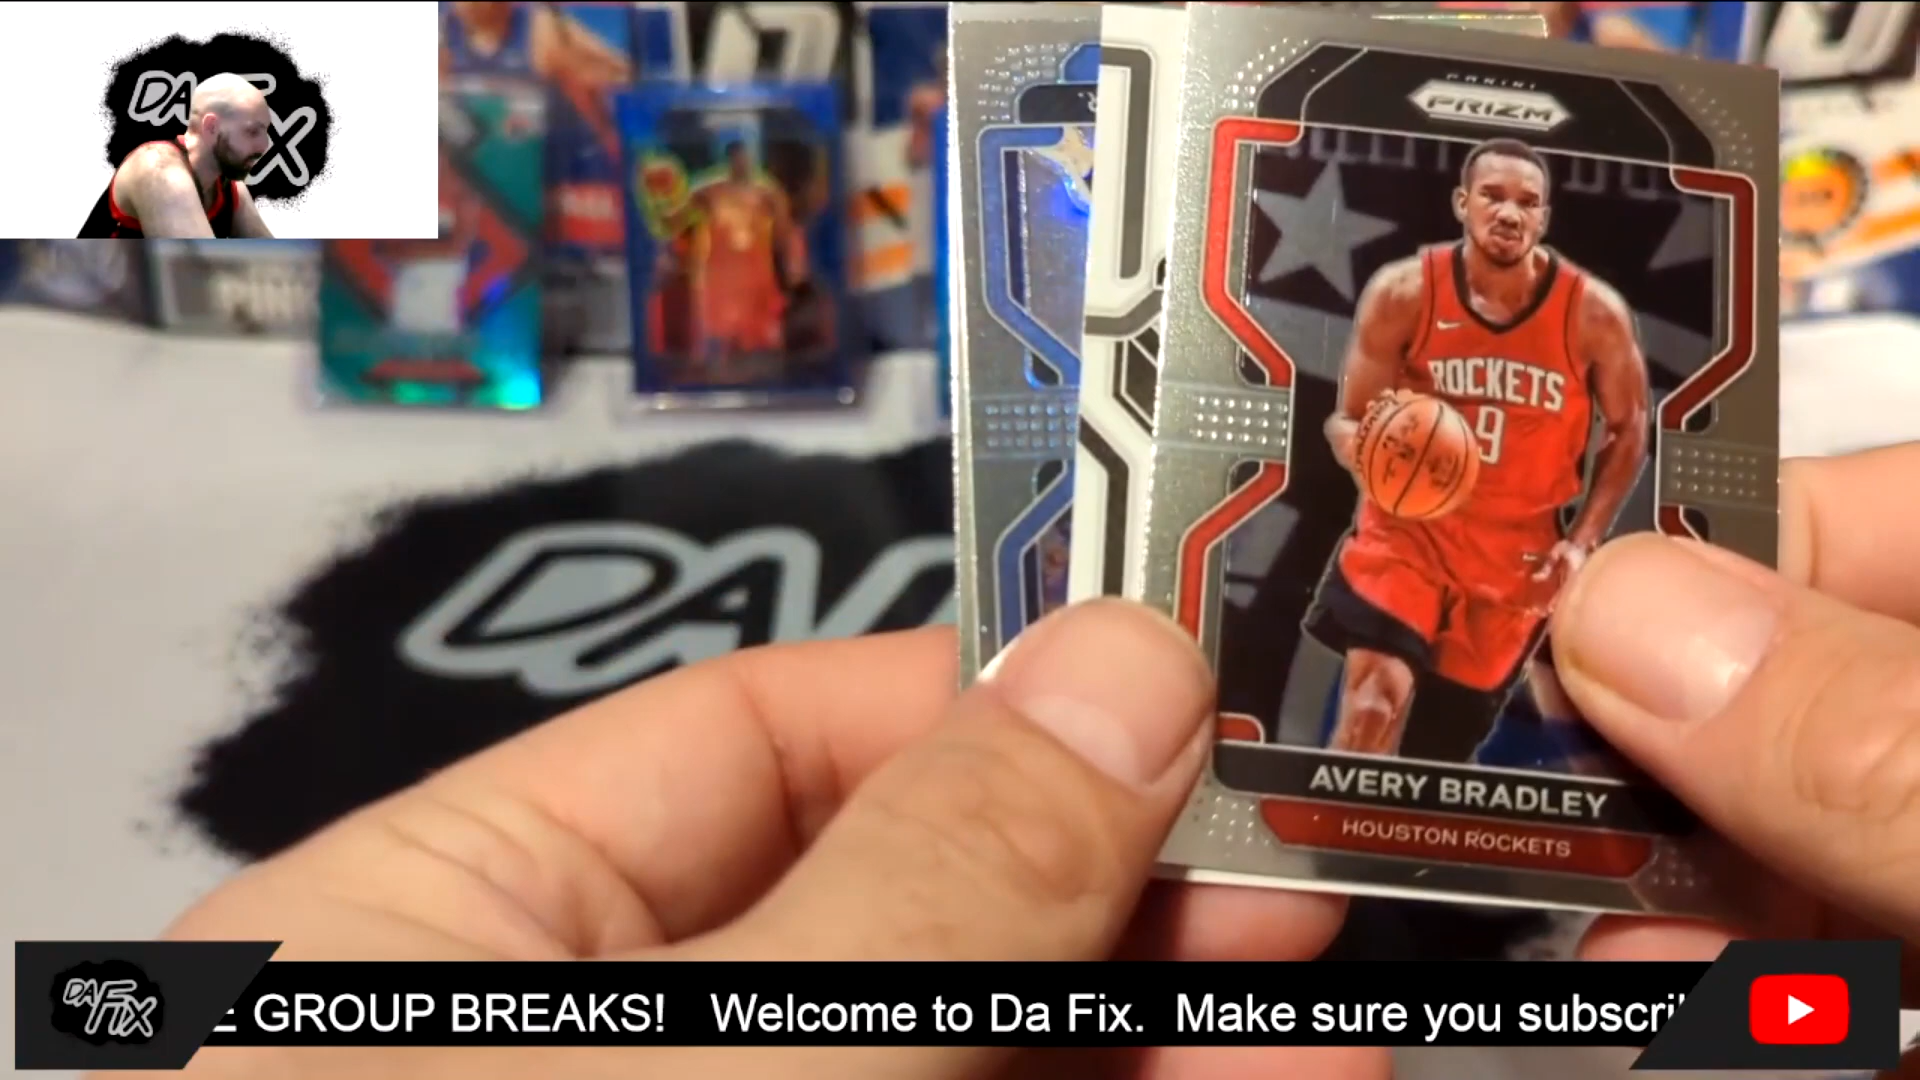 DA FIX
PANINI
PRIZM
ROCKETS
9
DA
AVERY BRADLEY
HOUSTON ROCKETS
DA FIX
E GROUP BREAKS! Welcome to Da Fix. Make sure you subscri